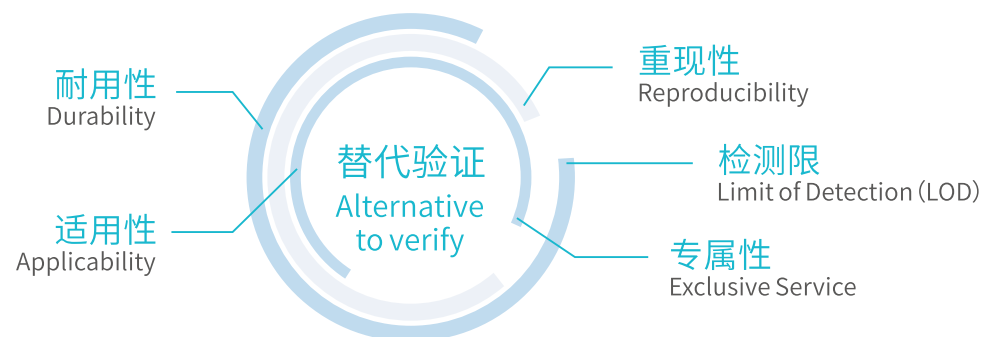 耐用性
Durability
适用性
Applicability
替代验证
Alternative
to verify
重现性
Reproducibility
检测限
Limit of Detection（LOD）
专属性
Exclusive Service